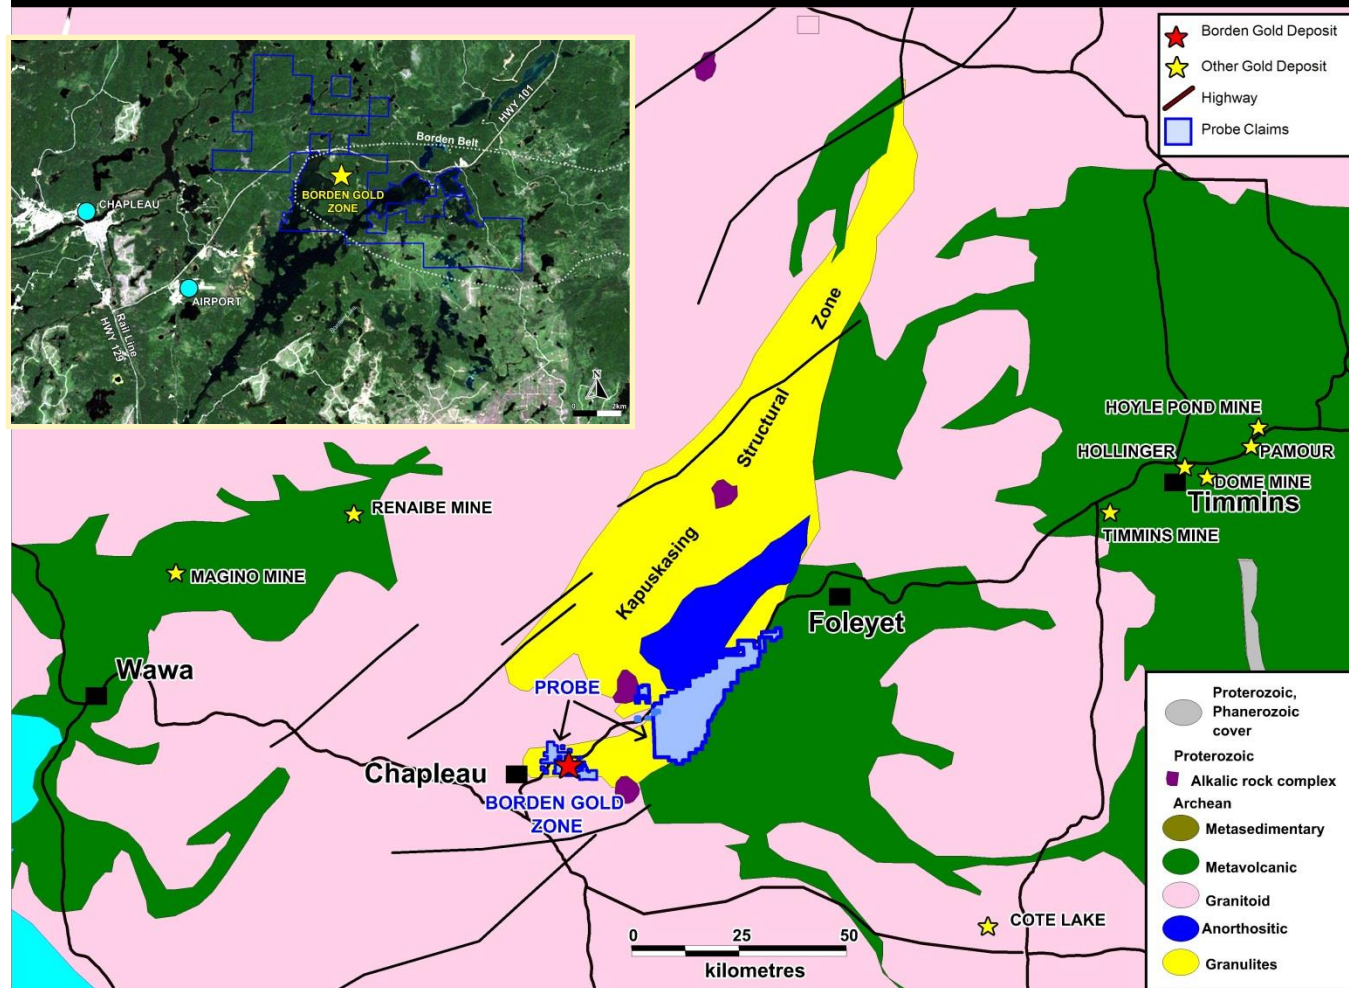 Borden Gold Deposit
Other Gold Deposit
Highway
Probe Claims
HWY 101
Borden Belt
BORDEN GOLD
ZONE
CHAPLEAU
AIRPORT
Rail Line
HWY 129
N
0 2km
Zone
Structural
Kapuskasing
HOYLE POND MINE
HOLLINGER
PAMOUR
DOME MINE
Timmins
TIMMINS MINE
RENAIBE MINE
MAGINO MINE
Foleyet
Wawa
PROBE
Chapleau
BORDEN GOLD
ZONE
COTE LAKE
0 25 50
kilometres
Proterozoic,
Phanerozoic
cover
Proterozoic
Alkalic rock complex
Archean
Metasedimentary
Metavolcanic
Granitoid
Anorthositic
Granulites